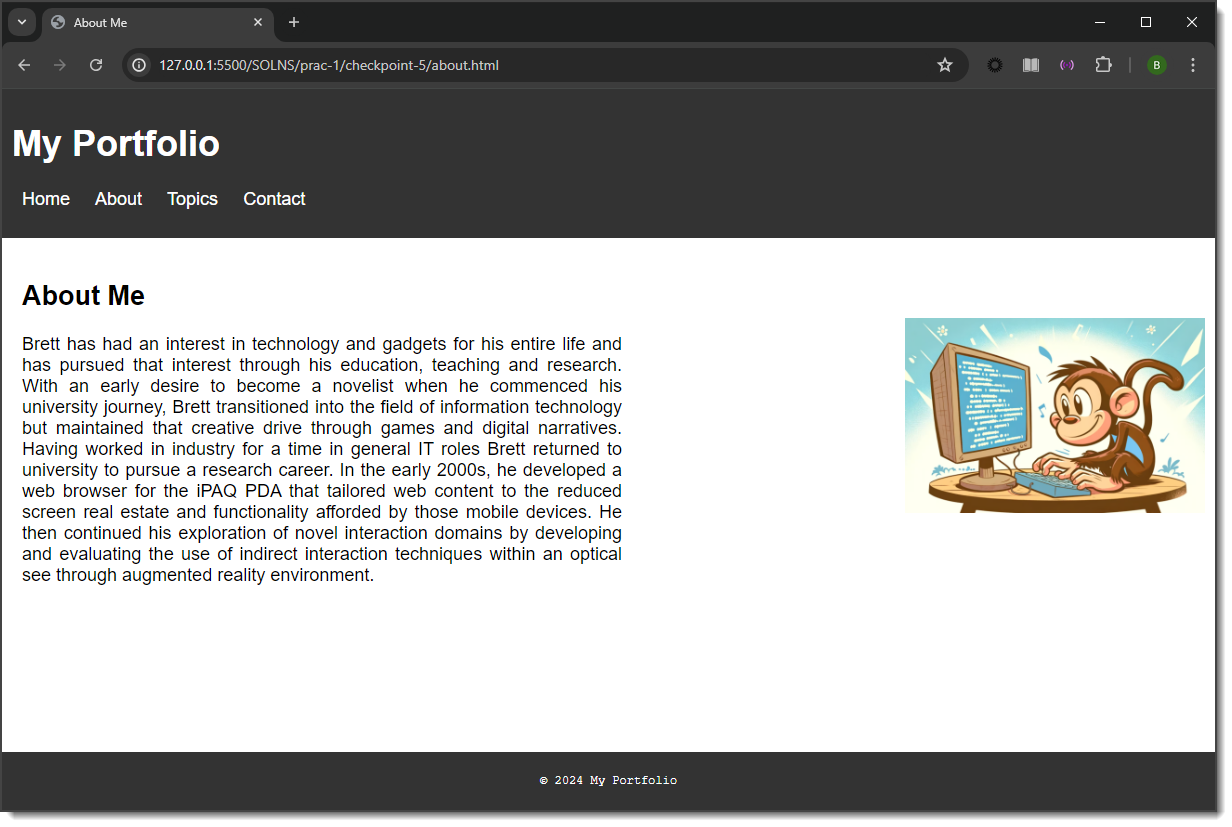 About Me
127.0.0.1:5500/SOLNS/prac-1/checkpoint-5/about.html
B
My Portfolio
Home About Topics Contact
About Me
Brett has had an interest in technology and gadgets for his entire life and
has pursued that interest through his education, teaching and research.
With an early desire to become a novelist when he commenced his
university journey, Brett transitioned into the field of information technology
but maintained that creative drive through games and digital narratives.
Having worked in industry for a time in general IT roles Brett returned to
university to pursue a research career. In the early 2000s, he developed a
web browser for the iPAQ PDA that tailored web content to the reduced
screen real estate and functionality afforded by those mobile devices. He
then continued his exploration of novel interaction domains by developing
and evaluating the use of indirect interaction techniques within an optical
see through augmented reality environment.
© 2024 My Portfolio